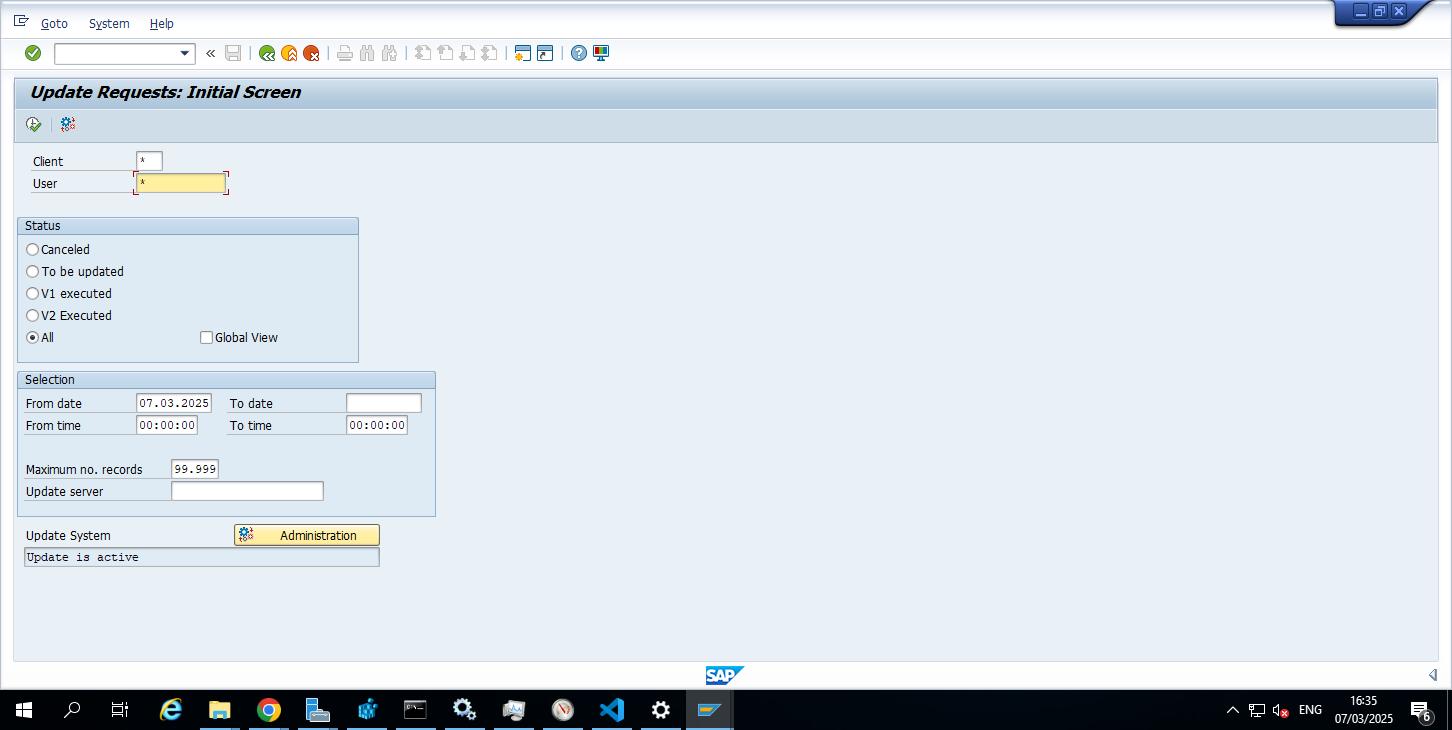 Goto System Help
Update Requests: Initial Screen
Client *
User *
Status
Canceled
To be updated
V1 executed
V2 Executed
All Global View
Selection
From date 07.03.2025 To date
From time 00:00:00 To time 00:00:00
Maximum no. records 99.999
Update server
Update System Administration
Update is active
SAP
ENG 16:35
07/03/2025 6